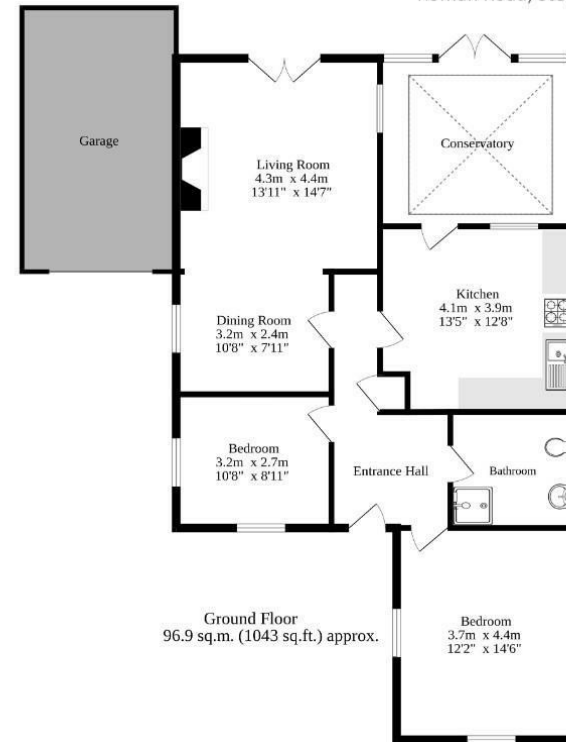 Garage
Conservatory
Living Room
4.3m x 4.4m
13'11" x 14'7"
Kitchen
4.1m x 3.9m
13'5" x 12'8"
Dining Room
3.2m x 2.4m
10'8" x 7'11"
Bedroom
3.2m x 2.7m
10'8" x 8'11"
Entrance Hall
Bathroom
Ground Floor
96.9 sq.m. (1043 sq.ft.) approx.
Bedroom
3.7m x 4.4m
12'2" x 14'6"